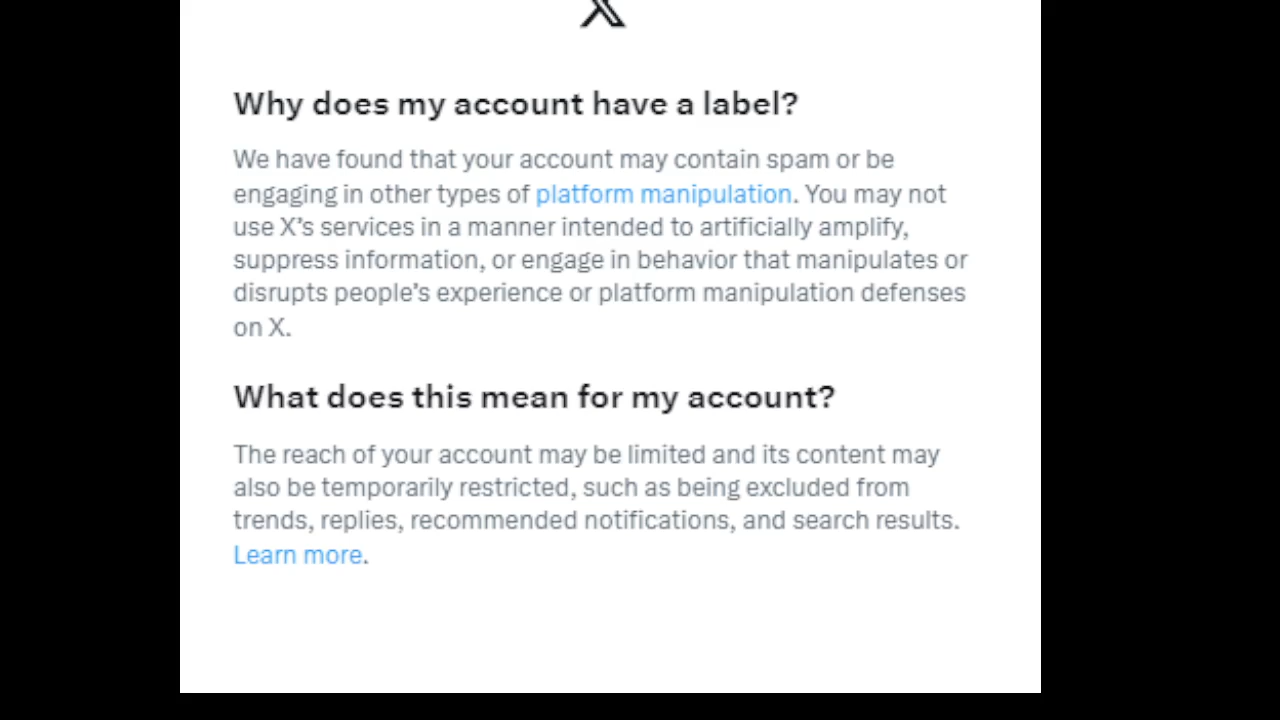 Why does my account have a label?
We have found that your account may contain spam or be
engaging in other types of platform manipulation. You may not
use X’s services in a manner intended to artificially amplify,
suppress information, or engage in behavior that manipulates or
disrupts people’s experience or platform manipulation defenses
on X.
What does this mean for my account?
The reach of your account may be limited and its content may
also be temporarily restricted, such as being excluded from
trends, replies, recommended notifications, and search results.
Learn more.